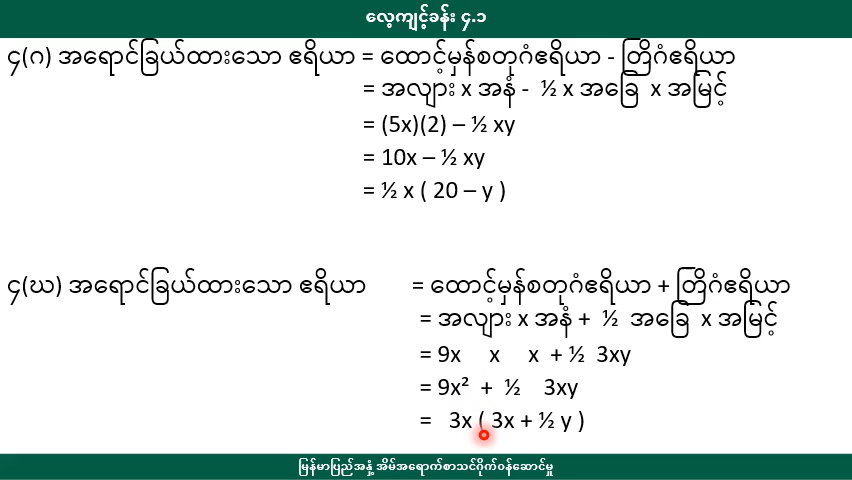 လေ့ကျင့်ခန်း ၄.၁
၄(ဂ) အရောင်ခြယ်ထားသော ဧရိယာ = ထောင့်မှန်စတုဂံဧရိယာ - တြိဂံဧရိယာ
= အလျား x အနံ - ½ x အခြေ x အမြင့်
= (5x)(2) – ½ xy
= 10x – ½ xy
= ½ x ( 20 – y )
၄(ဃ) အရောင်ခြယ်ထားသော ဧရိယာ = ထောင့်မှန်စတုဂံဧရိယာ + တြိဂံဧရိယာ
= အလျား x အနံ + ½ အခြေ x အမြင့်
= 9x x x + ½ 3xy
= 9x² + ½ 3xy
= 3x ( 3x + ½ y )
မြန်မာပြည်အနှံ့ အိမ်အရောက်စာသင်ဂိုက်ဝန်ဆောင်မှု